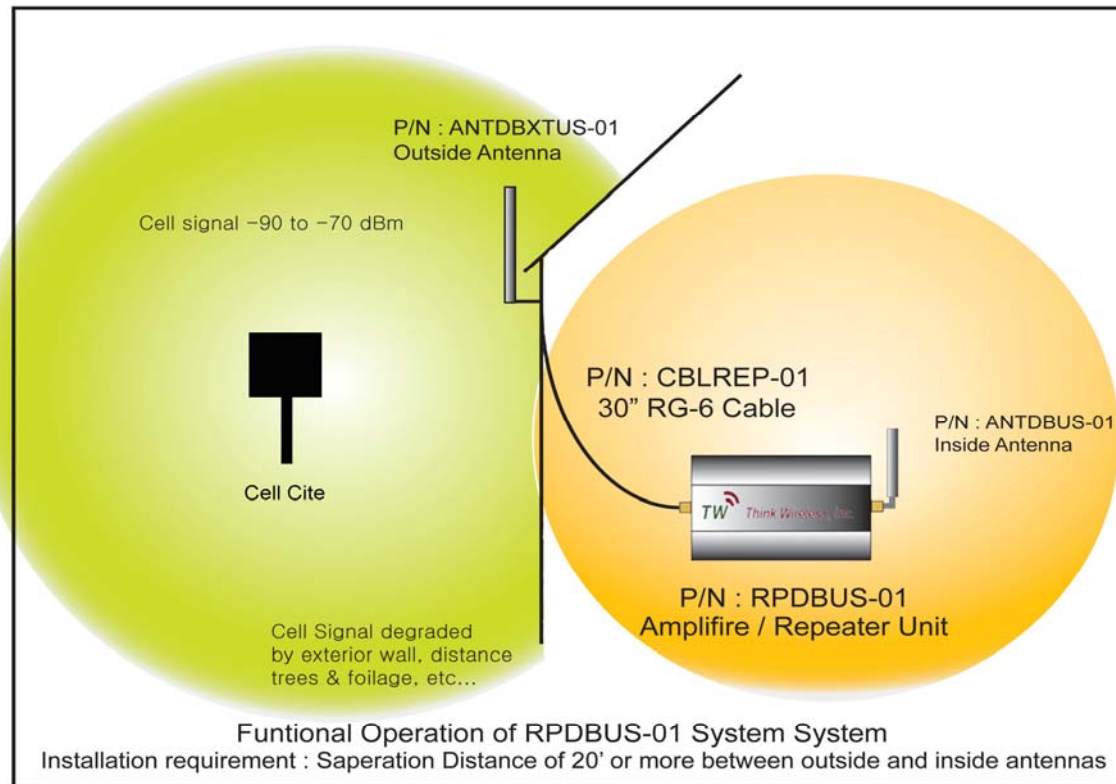 P/N : ANTDBXTUS-01
Outside Antenna
Cell signal -90 to -70 dBm
P/N : CBLREP-01
30” RG-6 Cable
P/N : ANTDBUS-01
Inside Antenna
Cell Cite
TW Think Wireless, Inc.
P/N : RPDBUS-01
Amplifire / Repeater Unit
Cell Signal degraded
by exterior wall, distance
trees & foilage, etc...
Funtional Operation of RPDBUS-01 System System
Installation requirement : Saperation Distance of 20' or more between outside and inside antennas